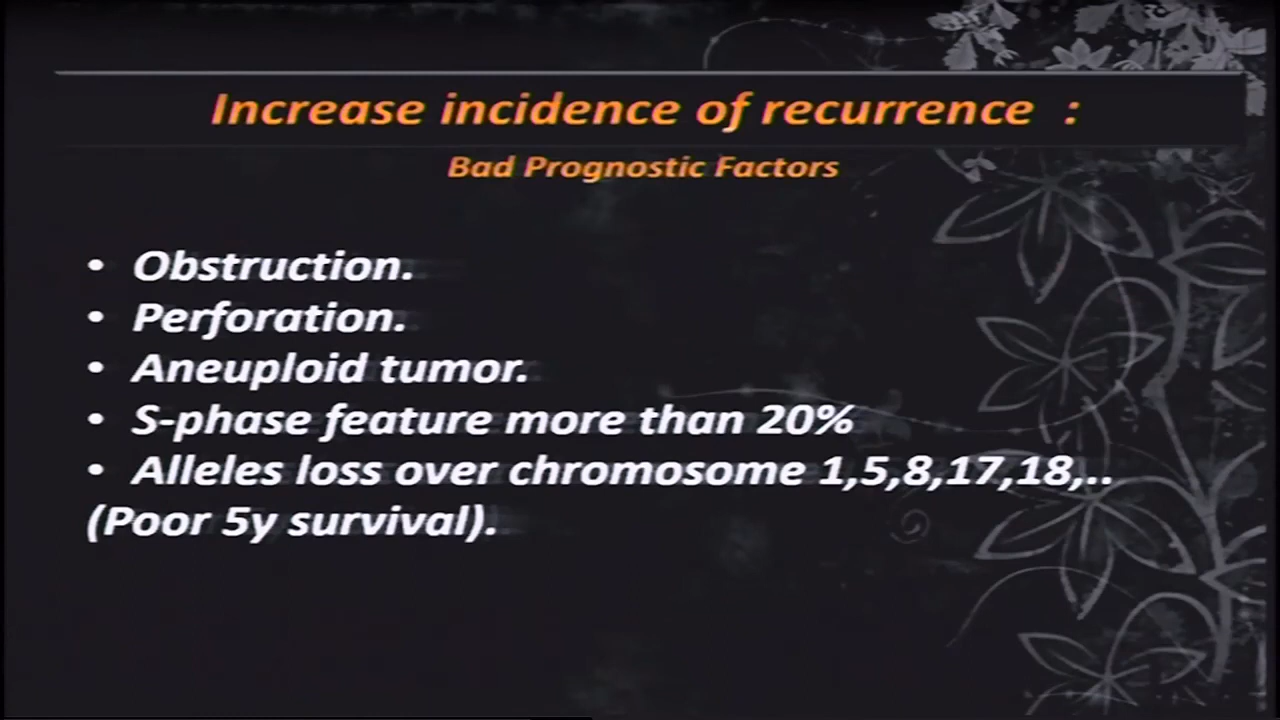 Increase incidence of recurrence :
Bad Prognostic Factors
• Obstruction.
• Perforation.
• Aneuploid tumor.
• S-phase feature more than 20%
• Alleles loss over chromosome 1,5,8,17,18,..
(Poor 5y survival).